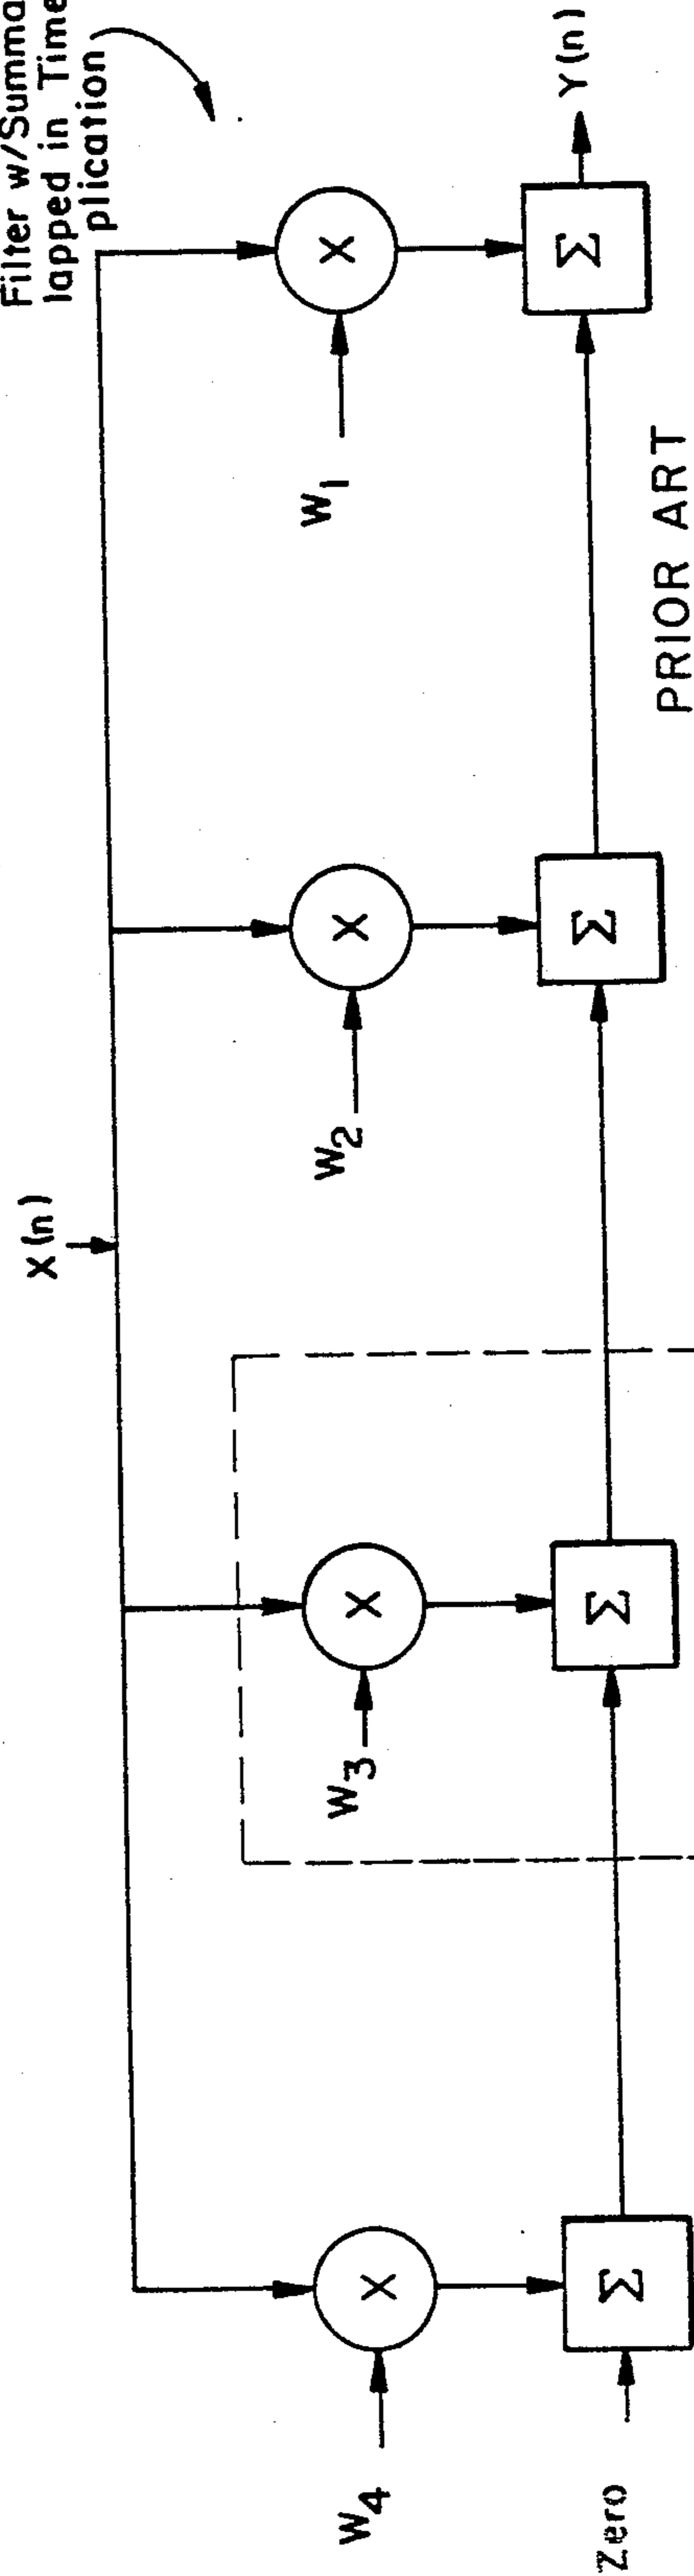 Filter w/Summa
lapped in Time
plication
X(n)
W4
X
W3
X
W2
X
W1
X
Zero
Σ
Σ
Σ
Σ
Y(n)
PRIOR ART